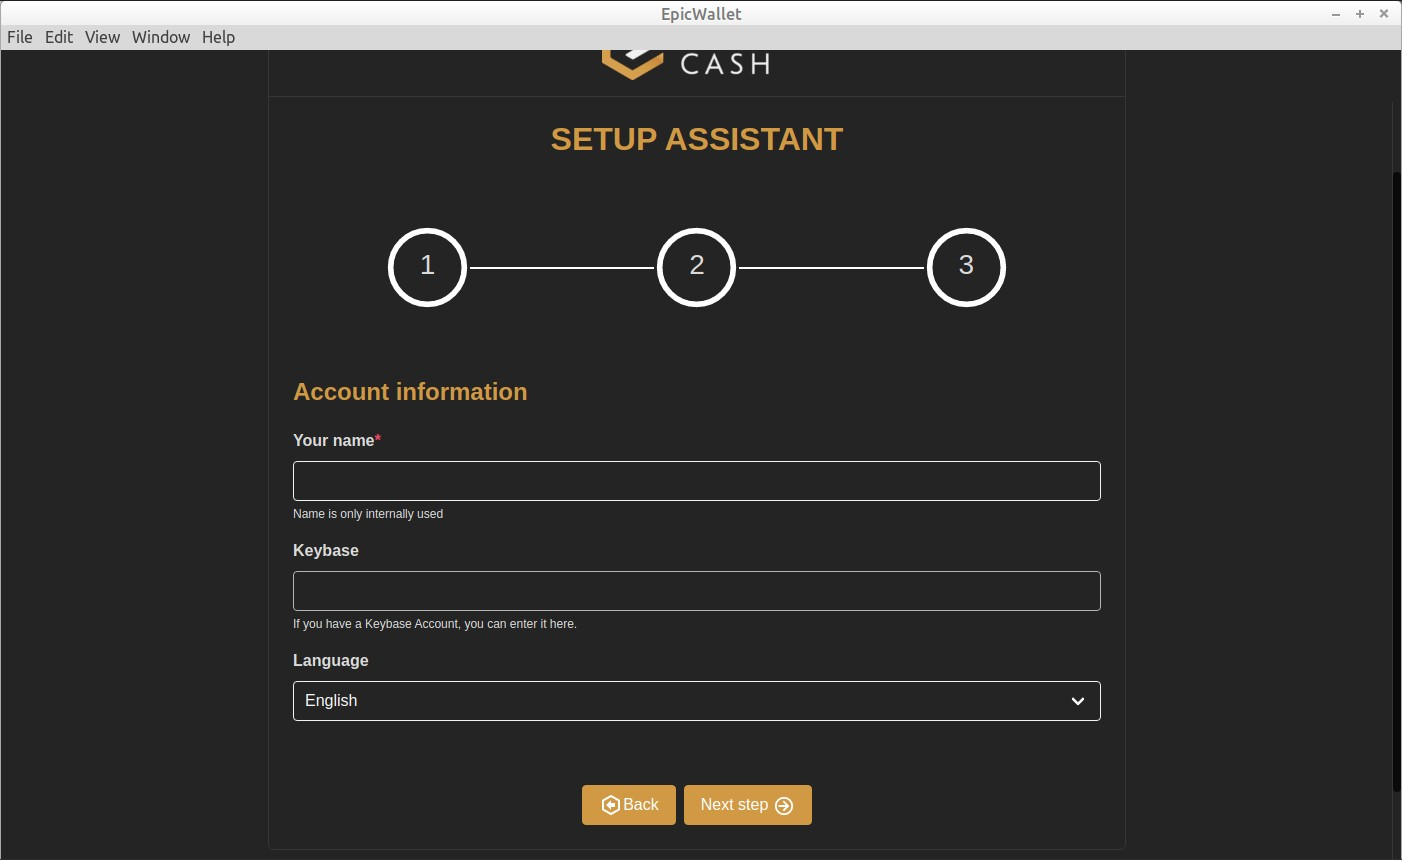 EpicWallet
File Edit View Window Help
CASH
SETUP ASSISTANT
1 2 3
Account information
Your name*
Name is only internally used
Keybase
If you have a Keybase Account, you can enter it here.
Language
English
Back Next step